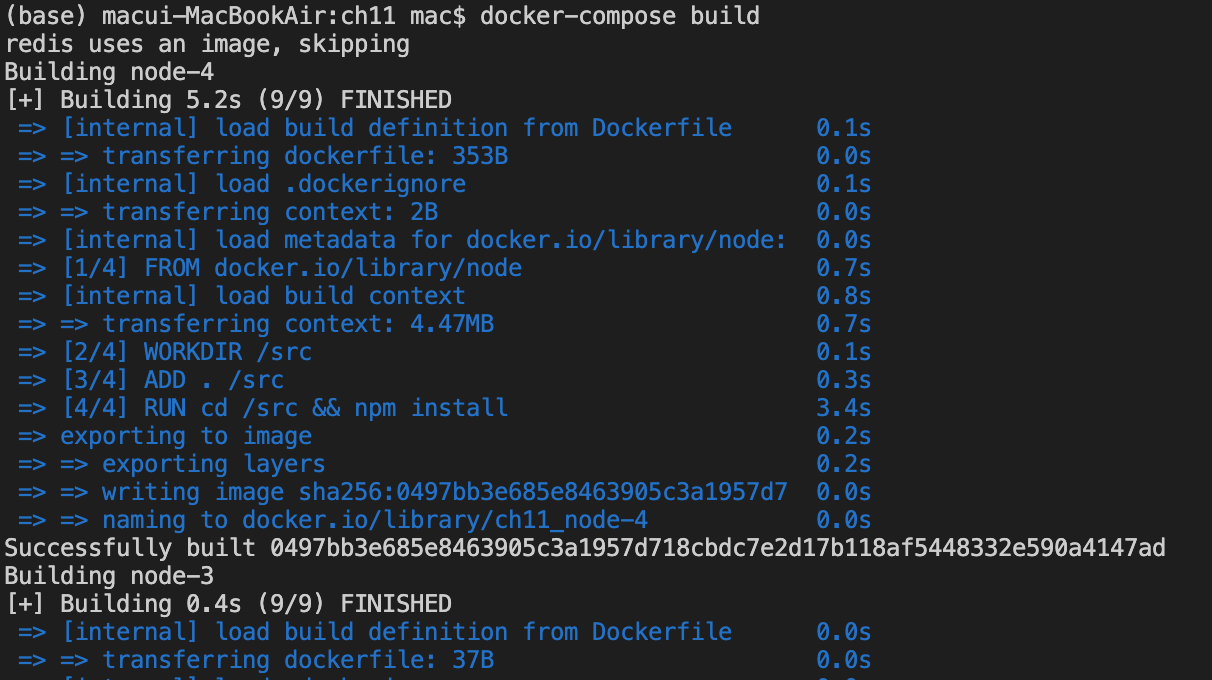 (base) macui-MacBookAir:ch11 mac$ docker-compose build
redis uses an image, skipping
Building node-4
[+] Building 5.2s (9/9) FINISHED
=> [internal] load build definition from Dockerfile 0.1s
=> => transferring dockerfile: 353B 0.0s
=> [internal] load .dockerignore 0.1s
=> => transferring context: 2B 0.0s
=> [internal] load metadata for docker.io/library/node: 0.0s
=> [1/4] FROM docker.io/library/node 0.7s
=> [internal] load build context 0.8s
=> => transferring context: 4.47MB 0.7s
=> [2/4] WORKDIR /src 0.1s
=> [3/4] ADD . /src 0.3s
=> [4/4] RUN cd /src && npm install 3.4s
=> exporting to image 0.2s
=> => exporting layers 0.2s
=> => writing image sha256:0497bb3e685e8463905c3a1957d7 0.0s
=> => naming to docker.io/library/ch11_node-4 0.0s
Successfully built 0497bb3e685e8463905c3a1957d718cbdc7e2d17b118af5448332e590a4147ad
Building node-3
[+] Building 0.4s (9/9) FINISHED
=> [internal] load build definition from Dockerfile 0.0s
=> => transferring dockerfile: 37B 0.0s